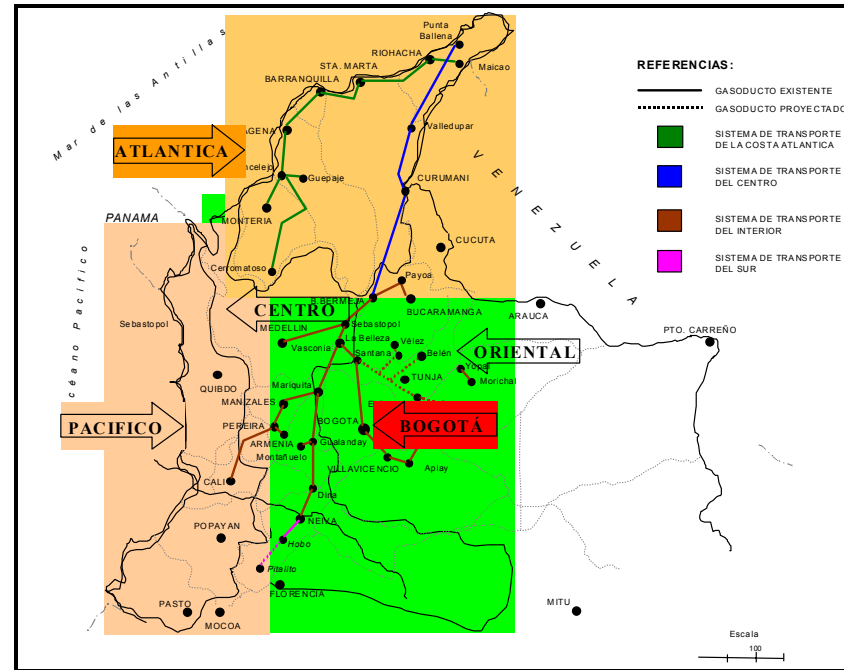 Punta
Ballena
RIOHACHA
STA. MARTA
Maicao
BARRANQUILLA
Mar de las Antillas
Valledupar
VENEZUELA
ATLANTICA
Guepaje
CURUMANI
PANAMA
MONTERIA
CUCUTA
Cerromatoso
Payoa
B.BERMEJA
CENTRO
BUCARAMANGA
ARAUCA
Sebastopol
Sebastopol
MEDELLIN
La Belleza
Vélez
PTO. CARREÑO
Vasconia
Santana
Belén
ORIENTAL
Yopal
QUIBDO
Mariquita
TUNJA
Morichal
MANIZALES
PACIFICO
PEREIRA
BOGOTA
BOGOTÁ
ARMENIA
Gualanday
Montañuelo
VILLAVICENCIO
Apiay
CALI
Dina
NEIVA
POPAYAN
Hobo
Pitalito
FLORENCIA
PASTO
MOCOA
MITU
REFERENCIAS:
GASODUCTO EXISTENTE
GASODUCTO PROYECTADO
SISTEMA DE TRANSPORTE
DE LA COSTA ATLANTICA
SISTEMA DE TRANSPORTE
DEL CENTRO
SISTEMA DE TRANSPORTE
DEL INTERIOR
SISTEMA DE TRANSPORTE
DEL SUR
Escala
100